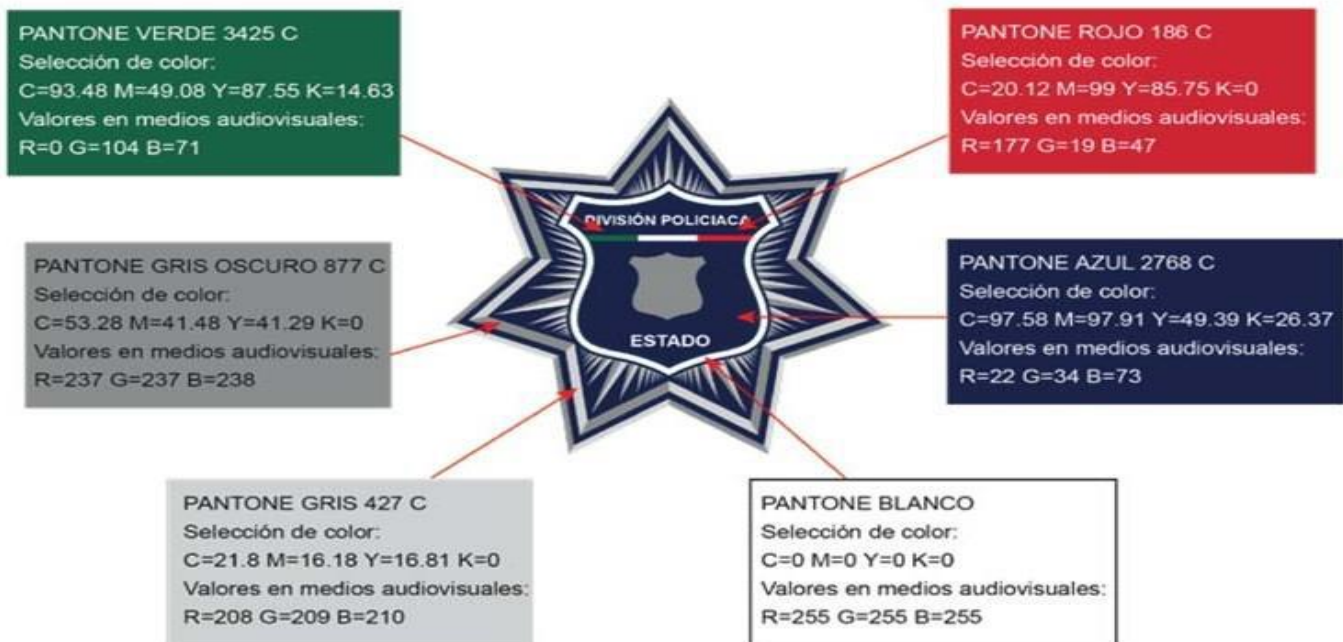 PANTONE VERDE 3425 C
Selección de color:
C=93.48 M=49.08 Y=87.55 K=14.63
Valores en medios audiovisuales:
R=0 G=104 B=71
PANTONE ROJO 186 C
Selección de color:
C=20.12 M=99 Y=85.75 K=0
Valores en medios audiovisuales:
R=177 G=19 B=47
DIVISIÓN POLICIACA
ESTADO
PANTONE GRIS OSCURO 877 C
Selección de color:
C=53.28 M=41.48 Y=41.29 K=0
Valores en medios audiovisuales:
R=237 G=237 B=238
PANTONE AZUL 2768 C
Selección de color:
C=97.58 M=97.91 Y=49.39 K=26.37
Valores en medios audiovisuales:
R=22 G=34 B=73
PANTONE GRIS 427 C
Selección de color:
C=21.8 M=16.18 Y=16.81 K=0
Valores en medios audiovisuales:
R=208 G=209 B=210
PANTONE BLANCO
Selección de color:
C=0 M=0 Y=0 K=0
Valores en medios audiovisuales:
R=255 G=255 B=255